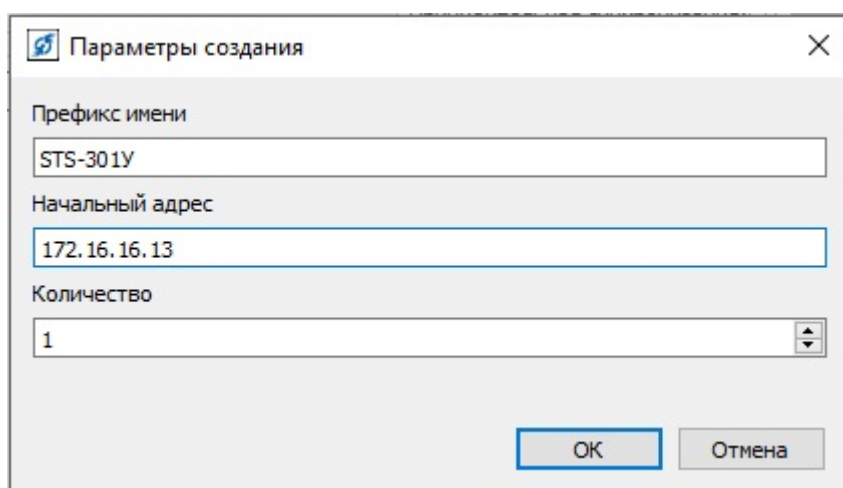 Параметры создания
Префикс имени
STS-301У
Начальный адрес
172.16.16.13
Количество
1
OK
Отмена